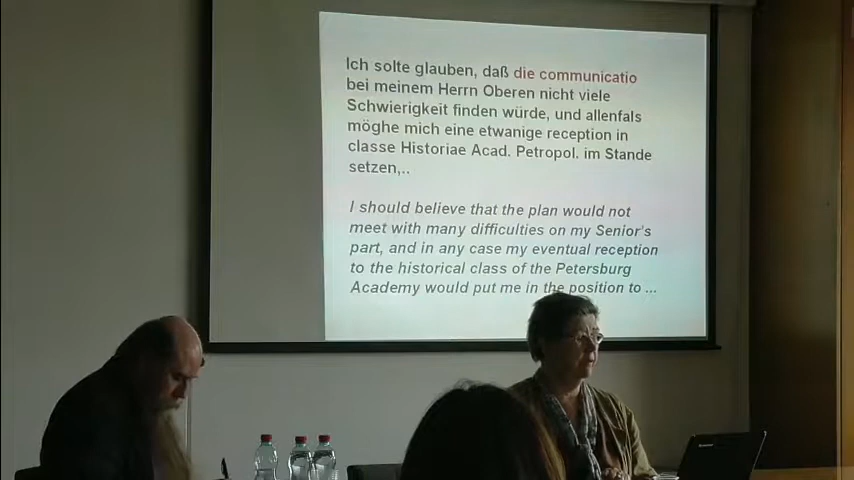 Ich solte glauben, daß die communicatio
bei meinem Herrn Oberen nicht viele
Schwierigkeit finden würde, und allenfals
möghe mich eine etwanige reception in
classe Historiae Acad. Petropol. im Stande
setzen,..
I should believe that the plan would not
meet with many difficulties on my Senior's
part, and in any case my eventual reception
to the historical class of the Petersburg
Academy would put me in the position to ...